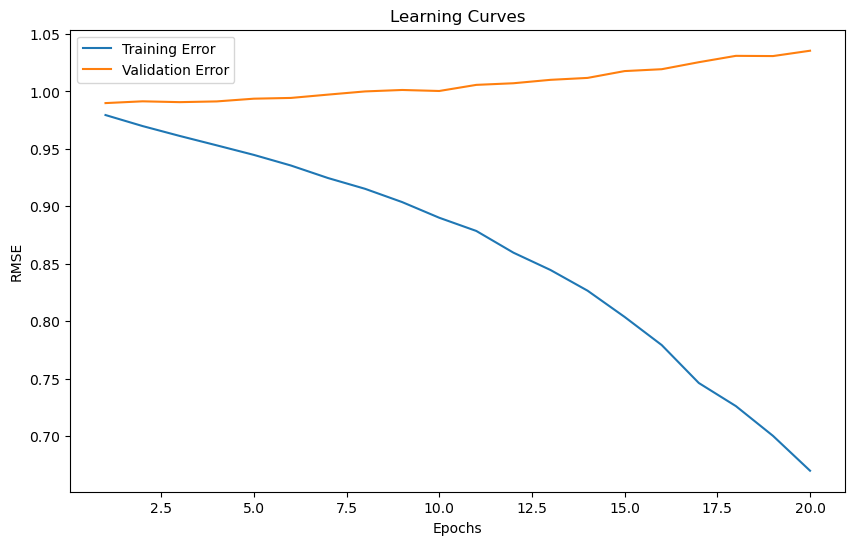 Learning Curves
Training Error
Validation Error
1.05
1.00
0.95
0.90
0.85
0.80
0.75
0.70
RMSE
2.5 5.0 7.5 10.0 12.5 15.0 17.5 20.0
Epochs